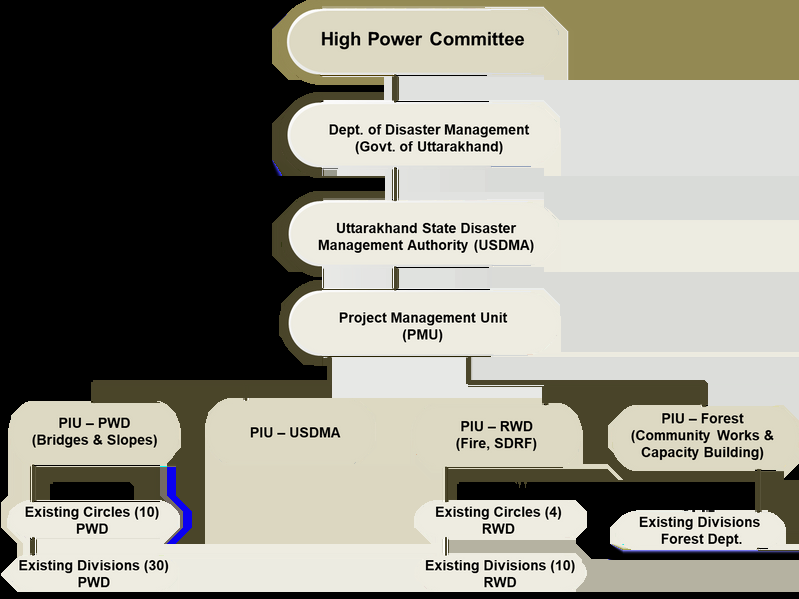 High Power Committee
Dept. of Disaster Management
(Govt. of Uttarakhand)
Uttarakhand State Disaster
Management Authority (USDMA)
Project Management Unit
(PMU)
PIU – PWD
(Bridges & Slopes)
PIU – USDMA
PIU – RWD
(Fire, SDRF)
PIU – Forest
(Community Works &
Capacity Building)
Existing Circles (10)
PWD
Existing Circles (4)
RWD
Existing Divisions
Forest Dept.
Existing Divisions (30)
PWD
Existing Divisions (10)
RWD